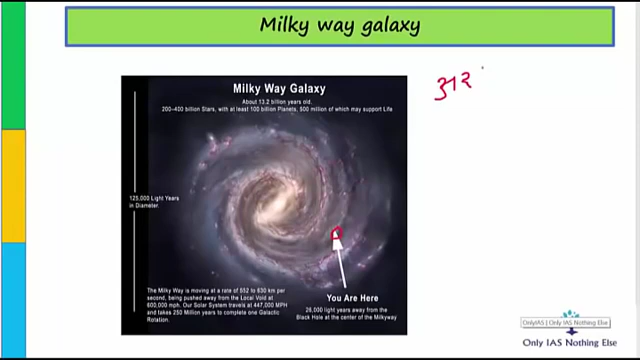 Milky way galaxy
Milky Way Galaxy
About 13.2 billion years old.
200-400 billion Stars, with at least 100 billion Planets, 500 million of which may support Life
125,000 Light Years
in Diameter.
The Milky Way is moving at a rate of 552 to 630 km per
second, being pushed away from the Local Void at
600,000 mph. Our Solar System travels at 447,000 MPH
and takes 250 Million years to complete one Galactic
Rotation.
You Are Here
26,000 light years away from the
Black Hole at the center of the Milkyway
OnlyIAS | Only IAS Nothing Else
Only IAS Nothing Else